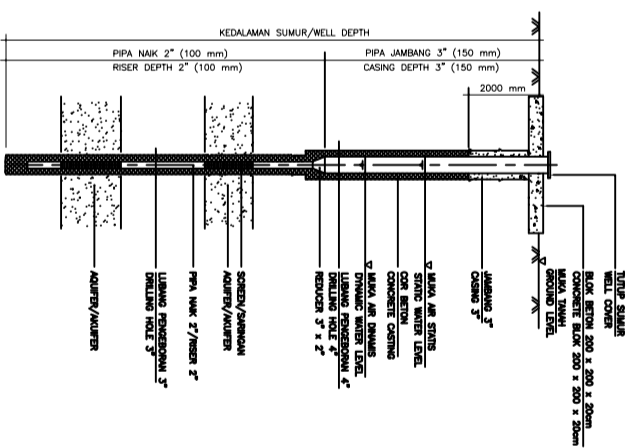 KEDALAMAN SUMUR/WELL DEPTH
PIPA NAIK 2" (100 mm)
RISER DEPTH 2" (100 mm)
PIPA JAMBANG 3" (150 mm)
CASING DEPTH 3" (150 mm)
2000 mm
TUTUP SUMUR
WELL COVER
BLOK BETON 200 x 200 x 20cm
CONCRETE BLOK 200 x 200 x 20cm
MUKA TANAH
GROUND LEVEL
JAMBANG 3"
CASING 3"
MUKA AIR STATIS
STATIC WATER LEVEL
COR BETON
CONCRETE CASTING
MUKA AIR DINAMIS
DYNAMIC WATER LEVEL
LUBANG PENGEBORAN 4"
DRILLING HOLE 4"
REDUCER 3" x 2"
SCREEN/SARINGAN
AQUIFER/AKUIFER
PIPA NAIK 2"/RISER 2"
LUBANG PENGEBORAN 3"
DRILLING HOLE 3"
AQUIFER/AKUIFER